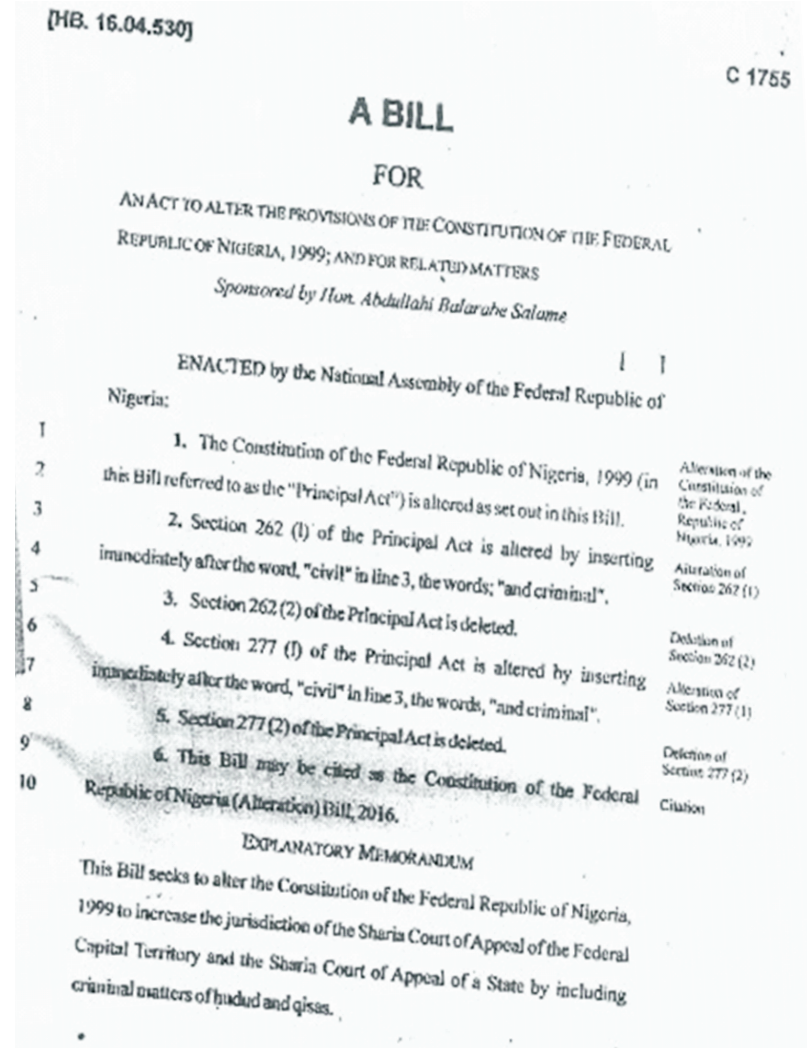 [HB. 16.04.530]
C 1755
A BILL
FOR
AN ACT TO ALTER THE PROVISIONS OF THE CONSTITUTION OF THE FEDERAL
REPUBLIC OF NIGERIA, 1999; AND FOR RELATED MATTERS
Sponsored by Hon. Abdullahi Balarabe Salame
ENACTED by the National Assembly of the Federal Republic of
Nigeria:
1 1. The Constitution of the Federal Republic of Nigeria, 1999 (in
2 this Bill referred to as the "Principal Act") is altered as set out in this Bill.
Alteration of the
Constitution of
the Federal
Republic of
Nigeria, 1999
3 2. Section 262 (1) of the Principal Act is altered by inserting
4 immediately after the word, "civil" in line 3, the words; "and criminal".
Alteration of
Section 262 (1)
5 3. Section 262 (2) of the Principal Act is deleted.
Deletion of
Section 262 (2)
6 4. Section 277 (1) of the Principal Act is altered by inserting
7 immediately after the word, "civil" in line 3, the words, "and criminal".
Alteration of
Section 277 (1)
8 5. Section 277 (2) of the Principal Act is deleted.
Deletion of
Section 277 (2)
9 6. This Bill may be cited as the Constitution of the Federal
10 Republic of Nigeria (Alteration) Bill, 2016.
Citation
EXPLANATORY MEMORANDUM
This Bill seeks to alter the Constitution of the Federal Republic of Nigeria,
1999 to increase the jurisdiction of the Sharia Court of Appeal of the Federal
Capital Territory and the Sharia Court of Appeal of a State by including
criminal matters of hudud and qisas.